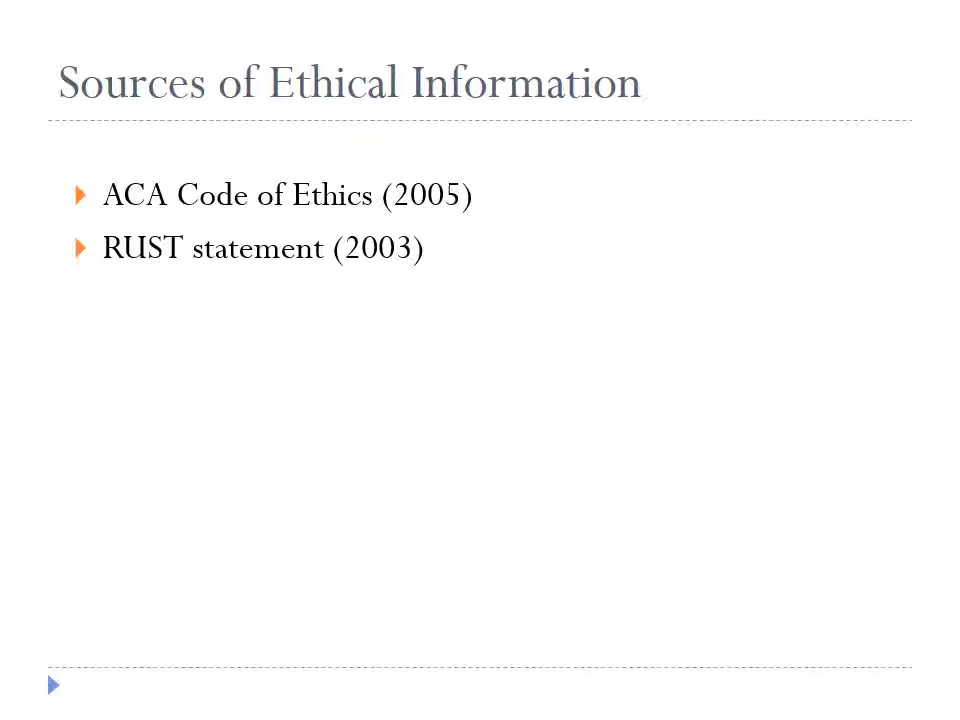 Sources of Ethical Information
ACA Code of Ethics (2005)
RUST statement (2003)